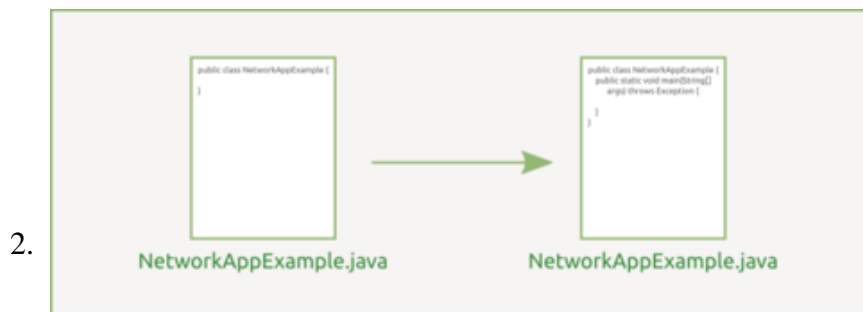 public class NetworkAppExample {
}
public class NetworkAppExample {
public static void main(String[]
args) throws Exception {
}
}
2.
NetworkAppExample.java
NetworkAppExample.java